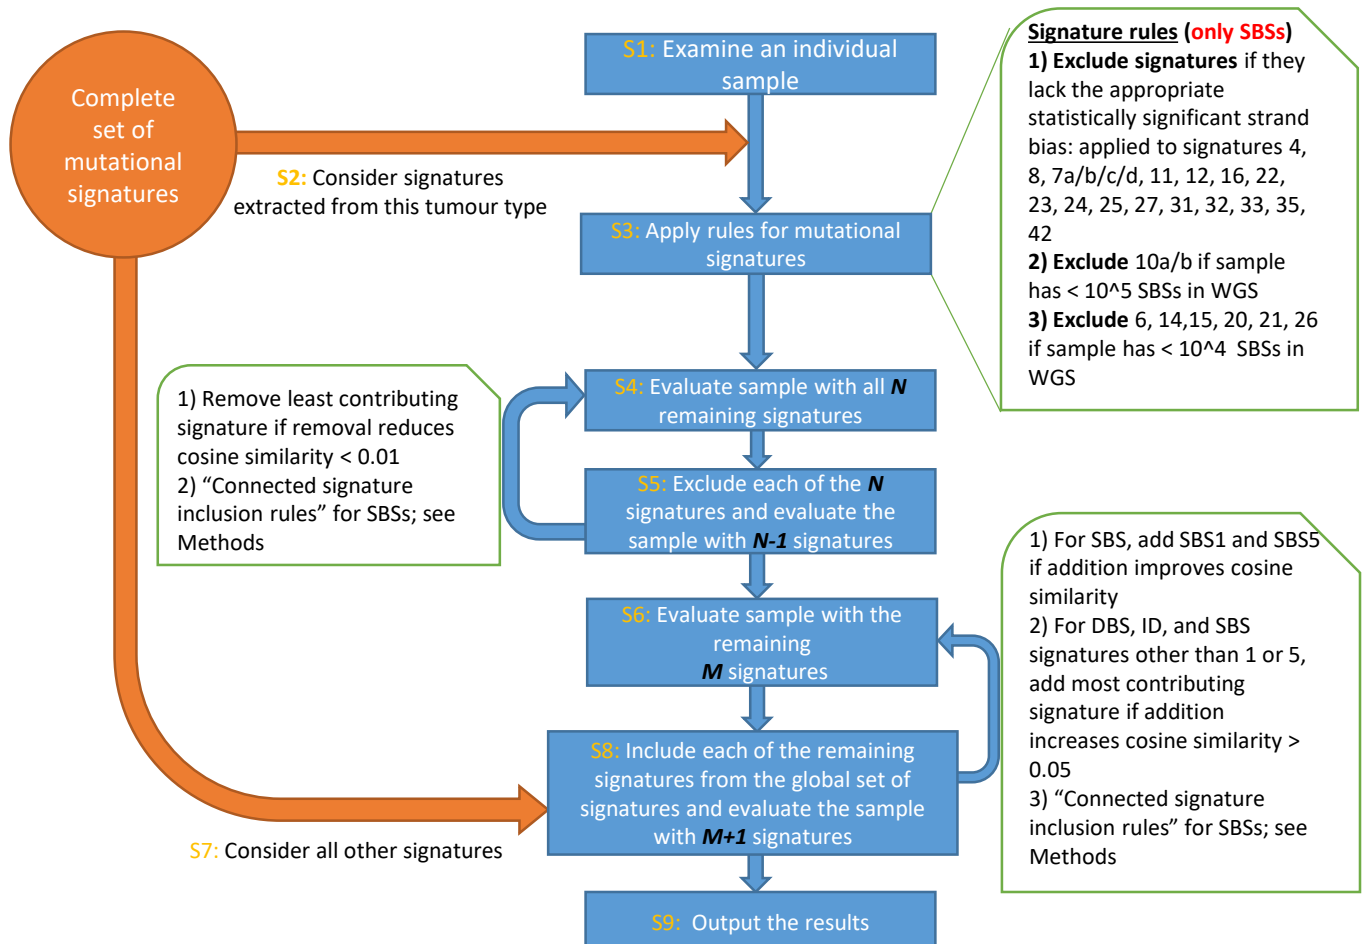 Complete
set of
mutational
signatures
S1: Examine an individual
sample
S2: Consider signatures
extracted from this tumour type
S3: Apply rules for mutational
signatures
Signature rules (only SBSs)
1) Exclude signatures if they
lack the appropriate
statistically significant strand
bias: applied to signatures 4,
8, 7a/b/c/d, 11, 12, 16, 22,
23, 24, 25, 27, 31, 32, 33, 35,
42
2) Exclude 10a/b if sample
has < 10^5 SBSs in WGS
3) Exclude 6, 14,15, 20, 21, 26
if sample has < 10^4 SBSs in
WGS
S4: Evaluate sample with all N
remaining signatures
1) Remove least contributing
signature if removal reduces
cosine similarity < 0.01
2) “Connected signature
inclusion rules” for SBSs; see
Methods
S5: Exclude each of the N
signatures and evaluate the
sample with N-1 signatures
S6: Evaluate sample with the
remaining
M signatures
1) For SBS, add SBS1 and SBS5
if addition improves cosine
similarity
2) For DBS, ID, and SBS
signatures other than 1 or 5,
add most contributing
signature if addition
increases cosine similarity >
0.05
3) “Connected signature
inclusion rules” for SBSs; see
Methods
S7: Consider all other signatures
S8: Include each of the remaining
signatures from the global set of
signatures and evaluate the sample
with M+1 signatures
S9: Output the results